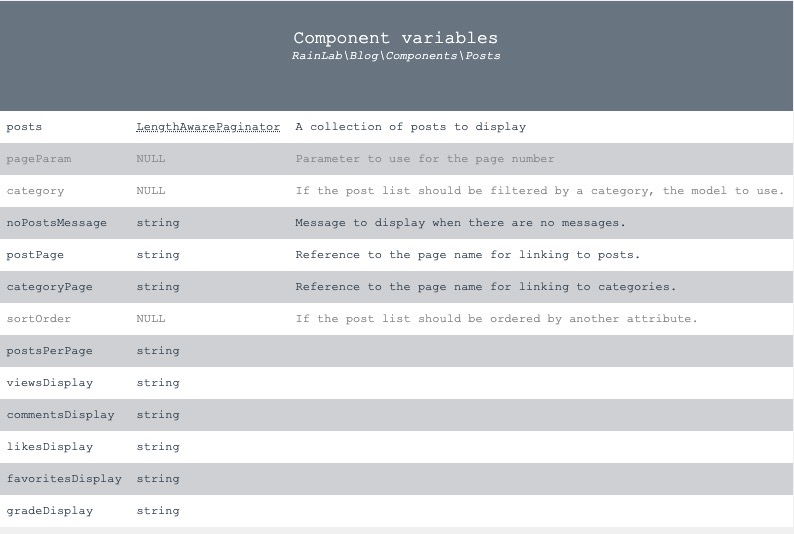 Component variables
RainLab\Blog\Components\Posts
posts LengthAwarePaginator A collection of posts to display
pageParam NULL Parameter to use for the page number
category NULL If the post list should be filtered by a category, the model to use.
noPostsMessage string Message to display when there are no messages.
postPage string Reference to the page name for linking to posts.
categoryPage string Reference to the page name for linking to categories.
sortOrder NULL If the post list should be ordered by another attribute.
postsPerPage string
viewsDisplay string
commentsDisplay string
likesDisplay string
favoritesDisplay string
gradeDisplay string